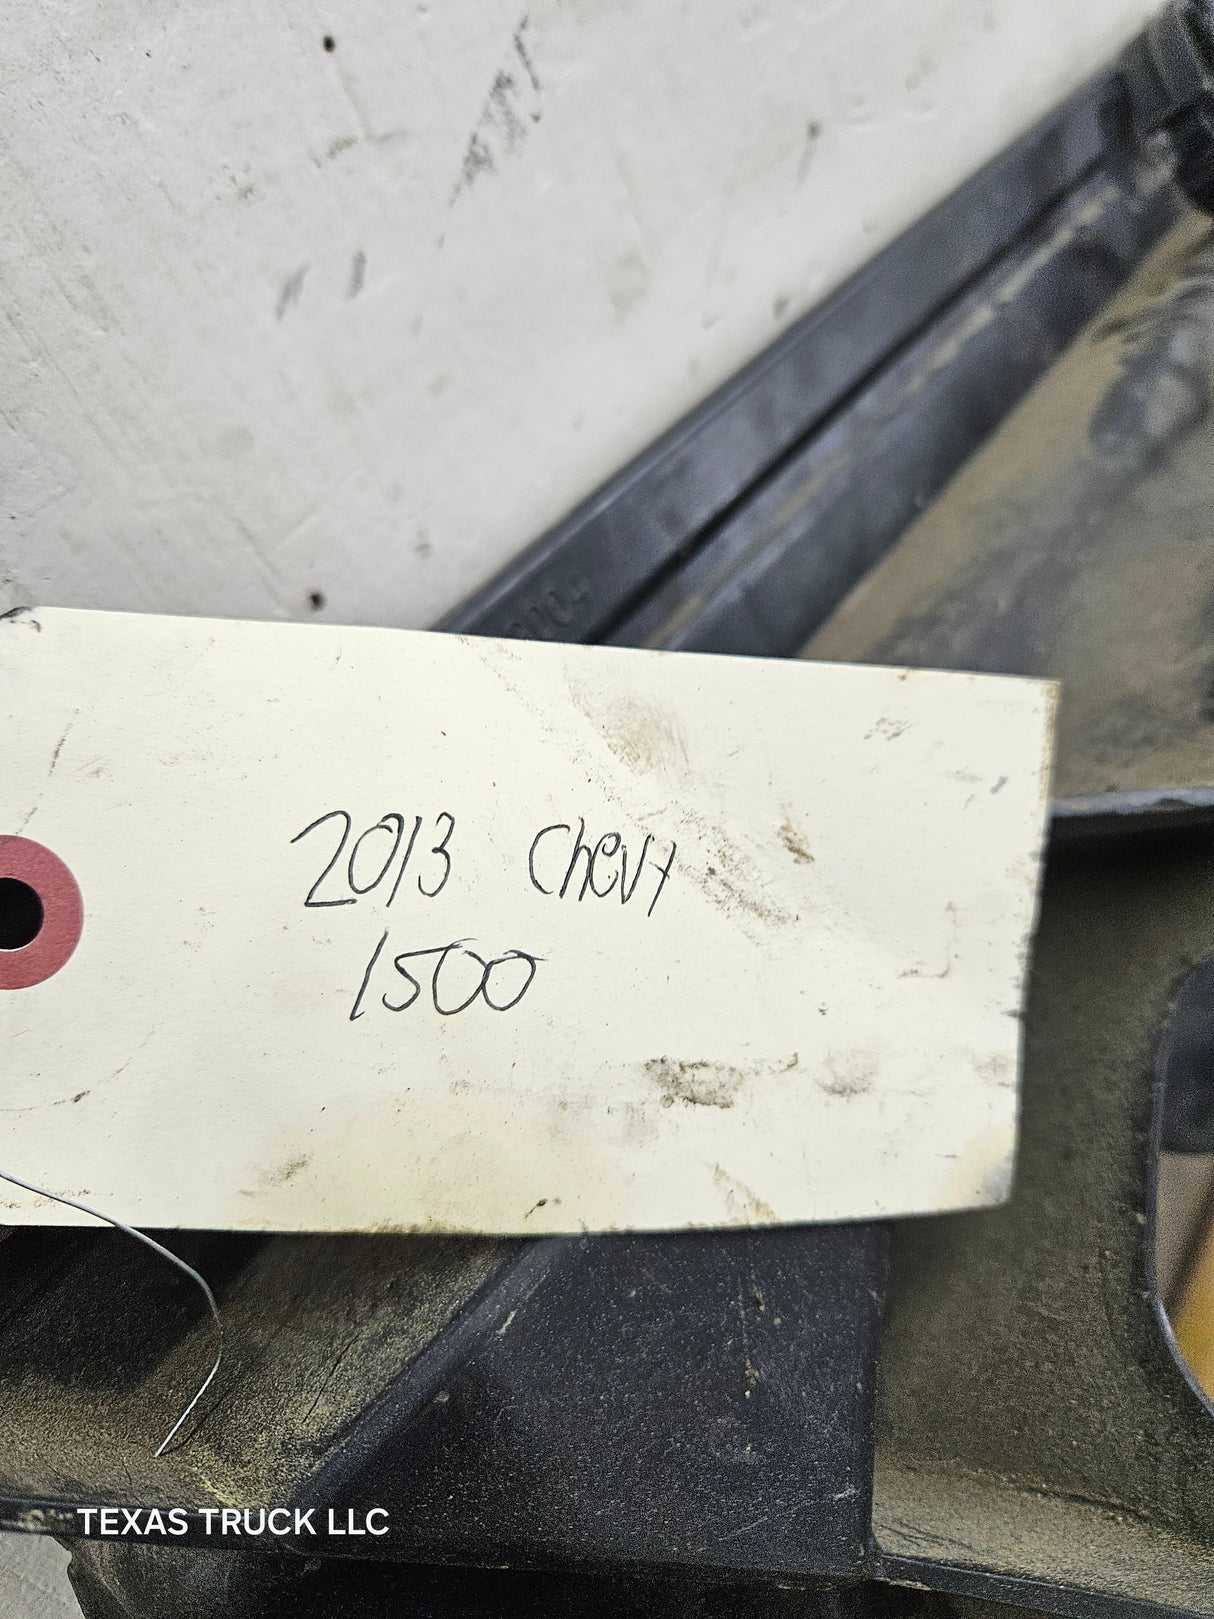 2013 Chevy
1500
TEXAS TRUCK LLC